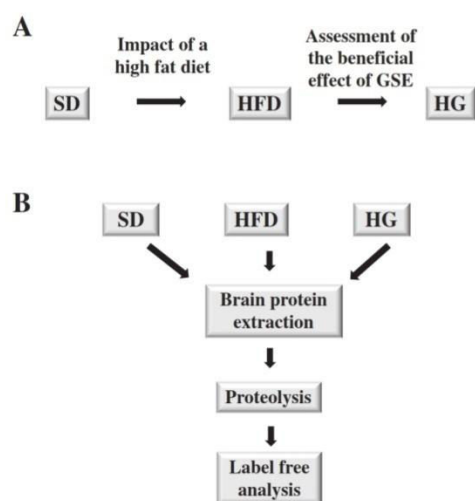 A
Impact of a
high fat diet
Assessment of
the beneficial
effect of GSE
SD
HFD
HG
B
SD
HFD
HG
Brain protein
extraction
Proteolysis
Label free
analysis